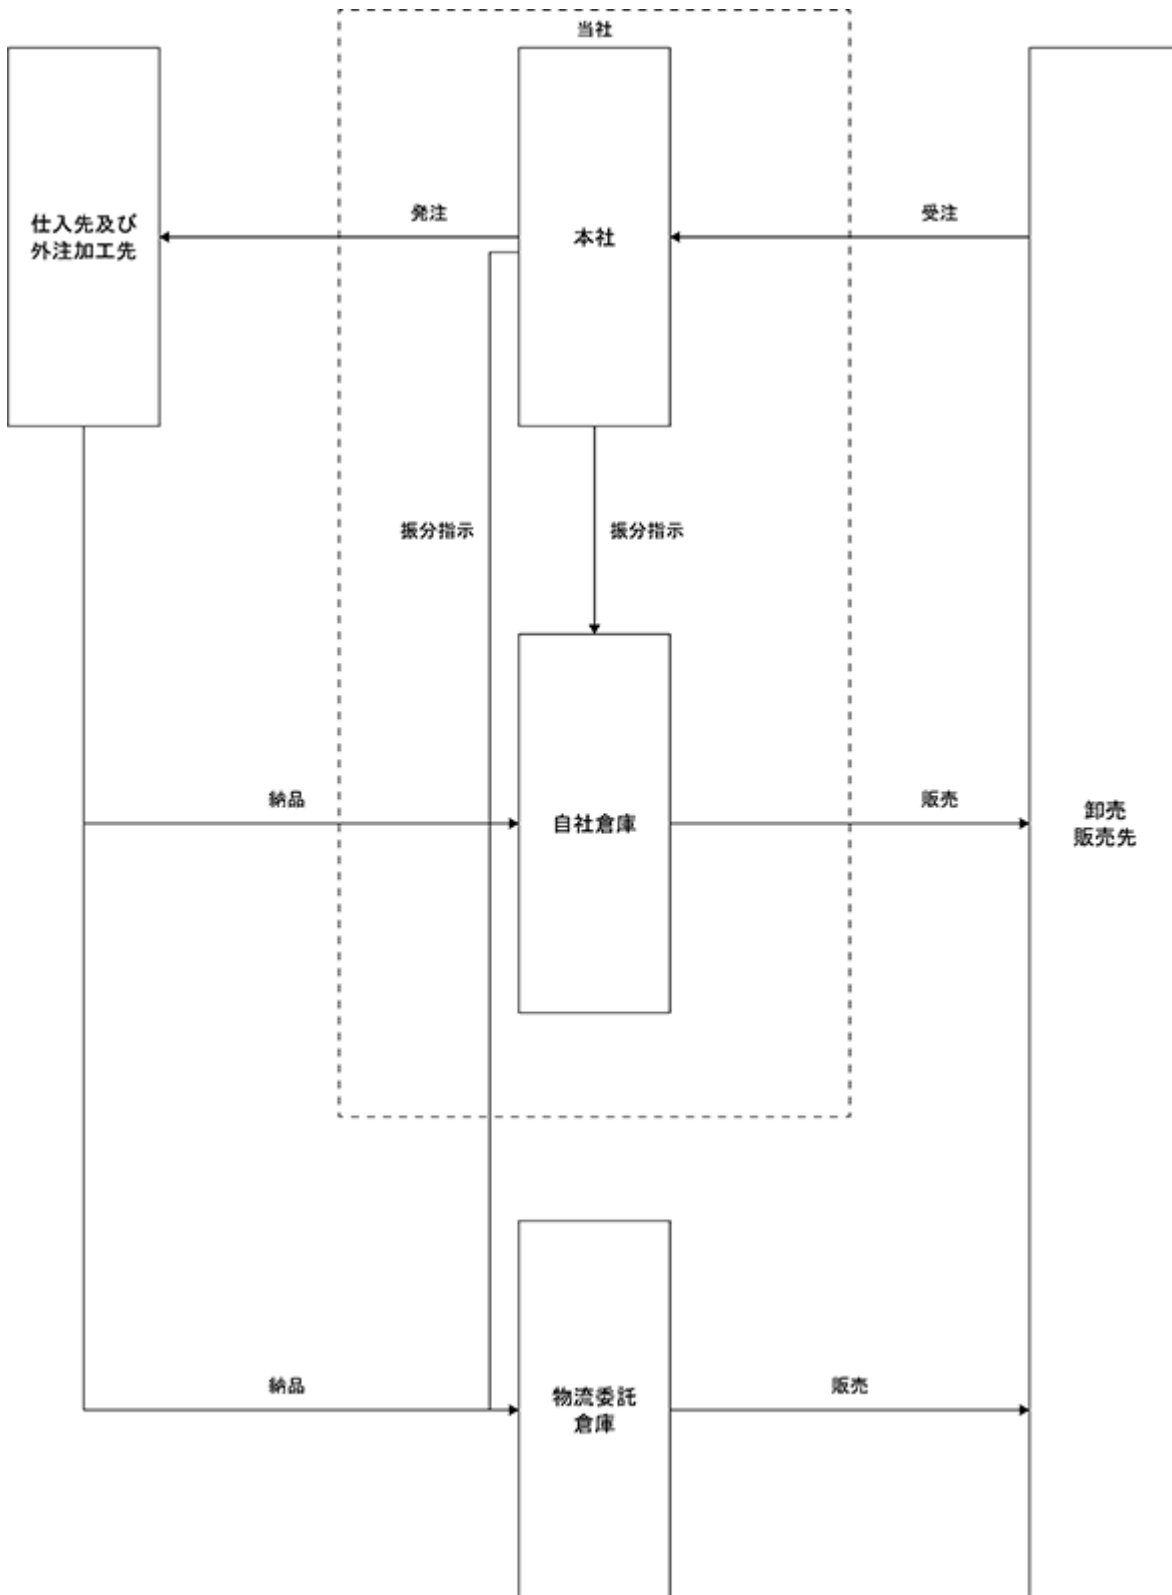 当社
仕入先及び
外注加工先
発注
本社
受注
振分指示
振分指示
納品
自社倉庫
販売
卸売
販売先
納品
物流委託
倉庫
販売